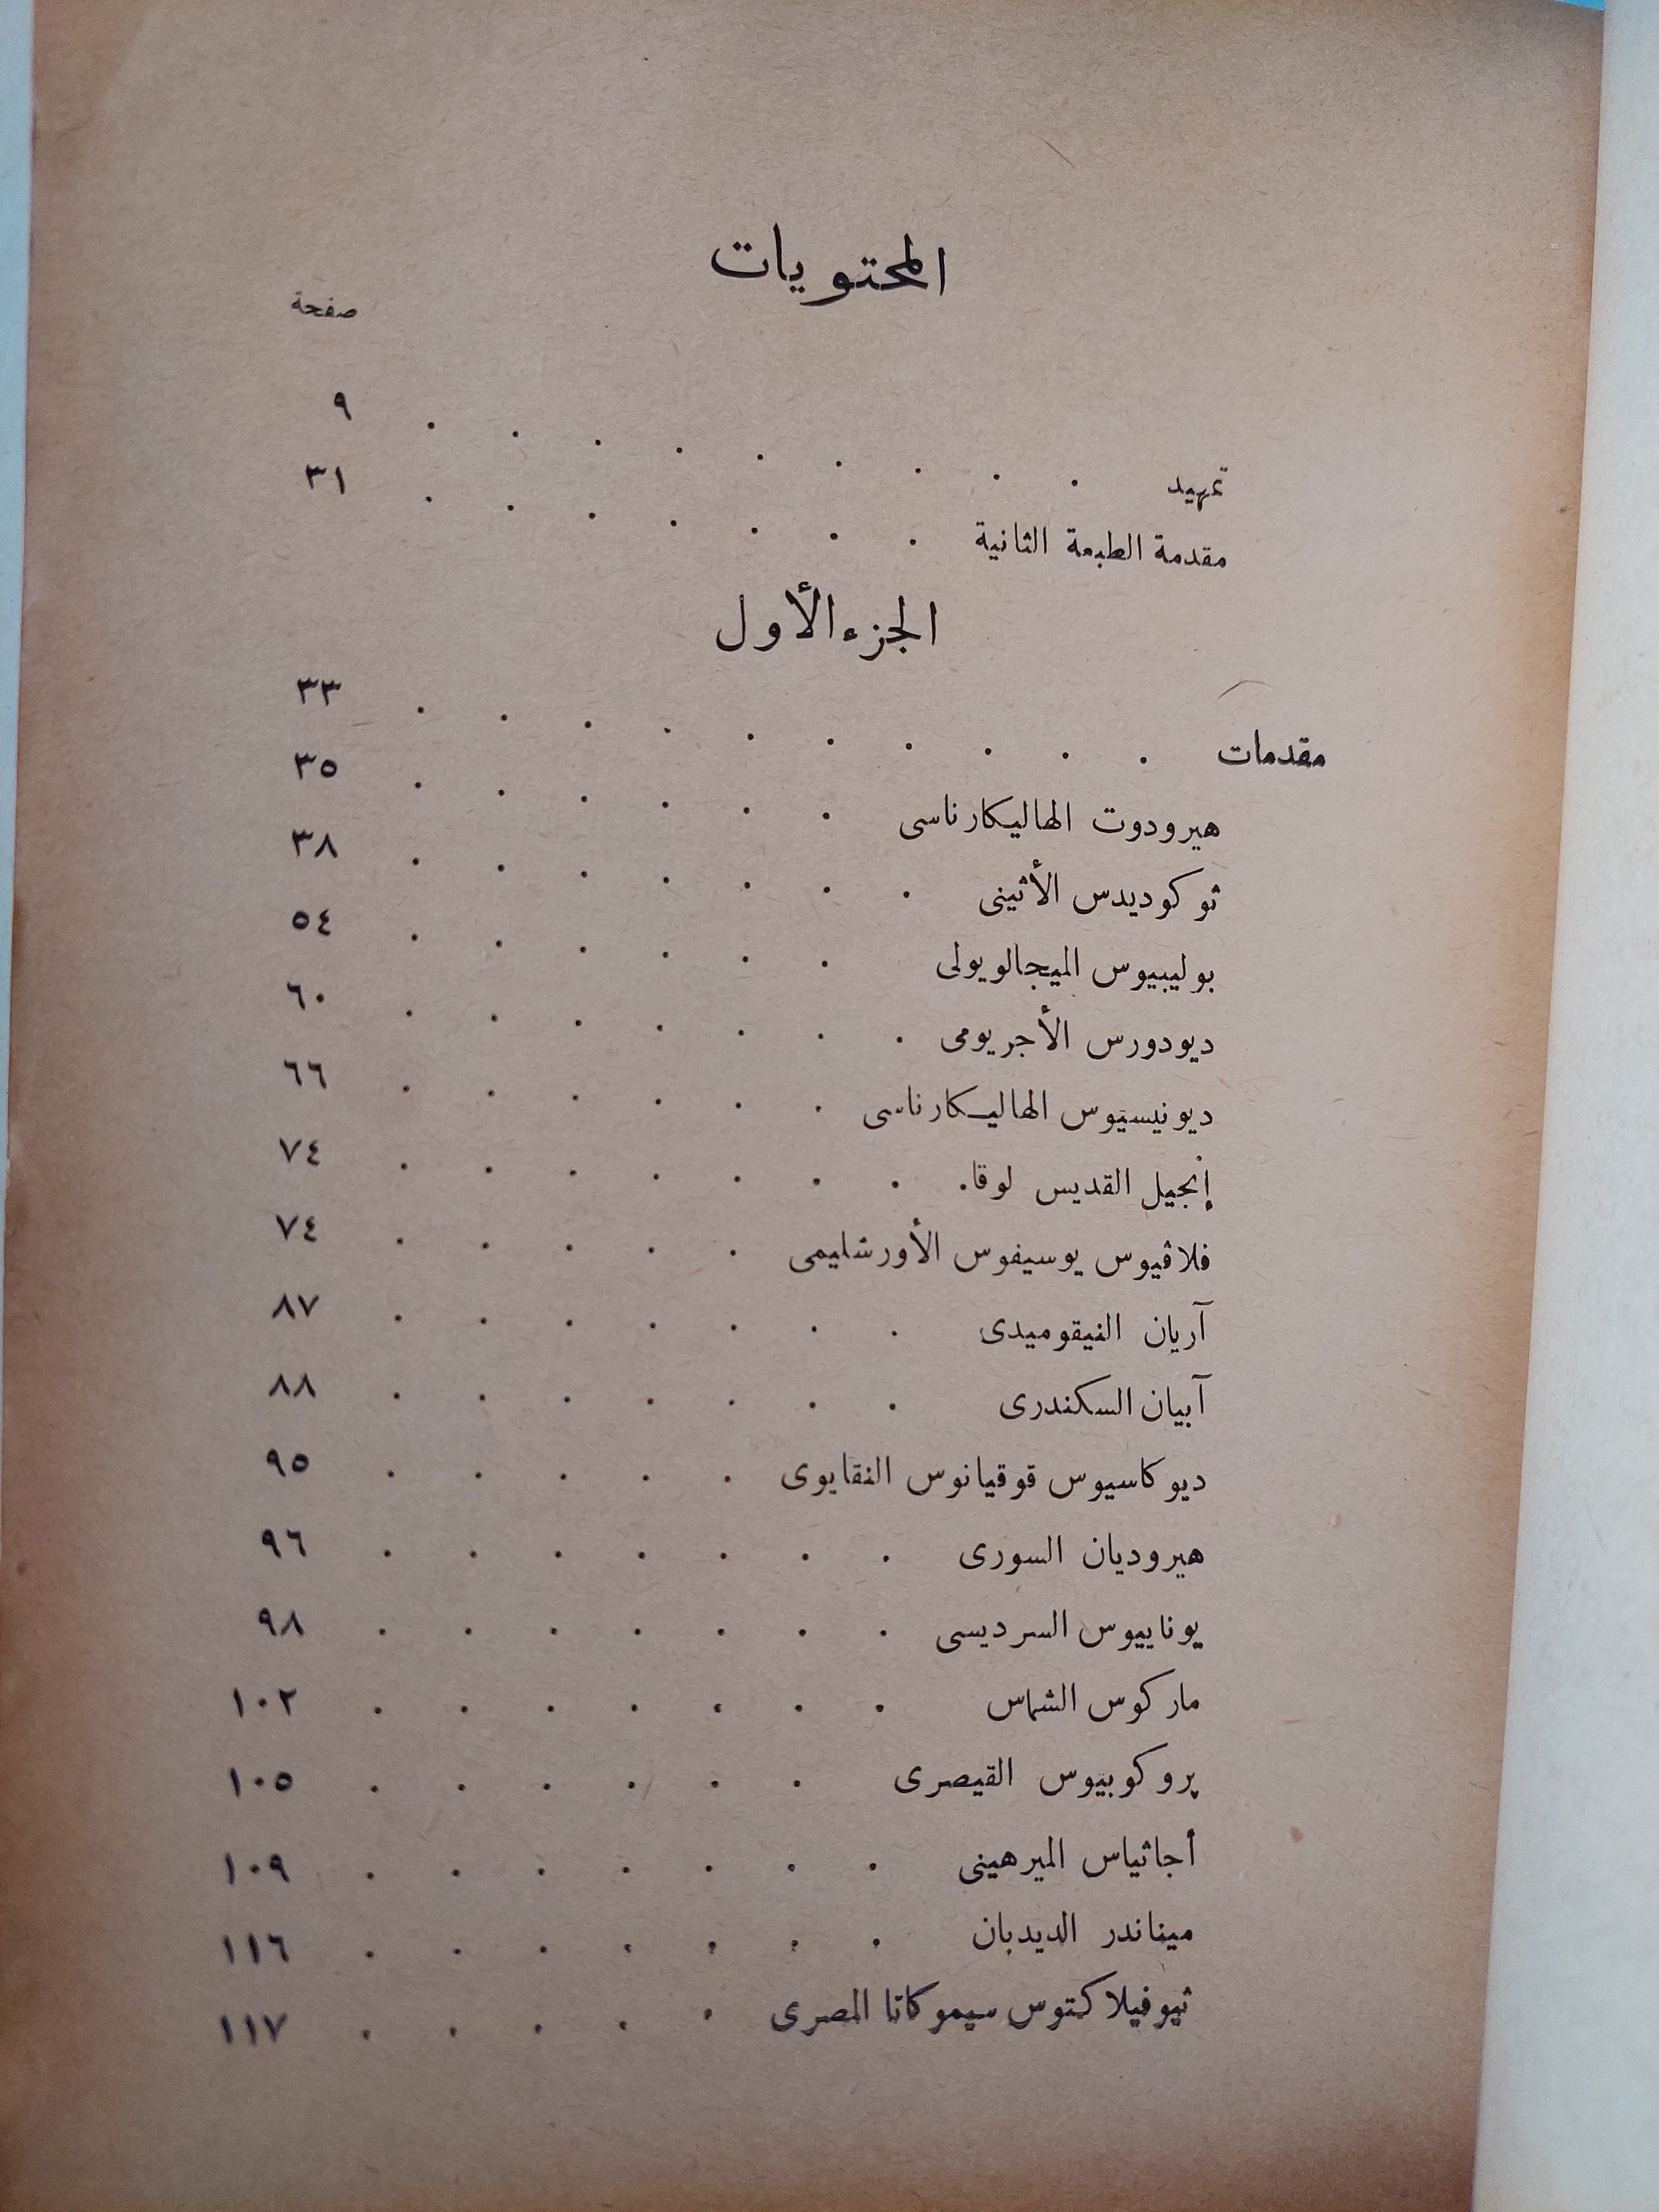 المحتويات
صفحة
تمهيد . . . . . . . . . ٩
مقدمة الطبعة الثانية . . . . . . . ٣١
الجزء الأول
مقدمات . . . . . . . . . . ٣٣
هيرودوت الهاليكارناسى . . . . . . ٣٥
ثوكوديدس الأثينى . . . . . . . ٣٨
بوليبيوس الميجالوبولى . . . . . . ٥٤
ديودورس الأجريومى . . . . . . . ٦٠
ديونيسيوس الهاليكارناسى . . . . . . ٦٦
إنجيل القديس لوقا . . . . . . . . ٧٤
فلاڤيوس يوسيفوس الأورشليمى . . . . . ٧٤
آريان النيقوميدى . . . . . . . ٨٧
آبيان السكندرى . . . . . . . ٨٨
ديوكاسيوس قوقيانوس النقايوى . . . . . ٩٥
هيروديان السورى . . . . . . . ٩٦
يونابيوس السرديسى . . . . . . . ٩٨
ماركوس الشماس . . . . . . . ١٠٢
پروكوبيوس القيصرى . . . . . . ١٠٥
أجاثياس الميرهينى . . . . . . . ١٠٩
ميناندر الديدبان . . . . . . . ١١٦
ثيوفيلاكتوس سيموكاتا المصرى . . . . . ١١٧